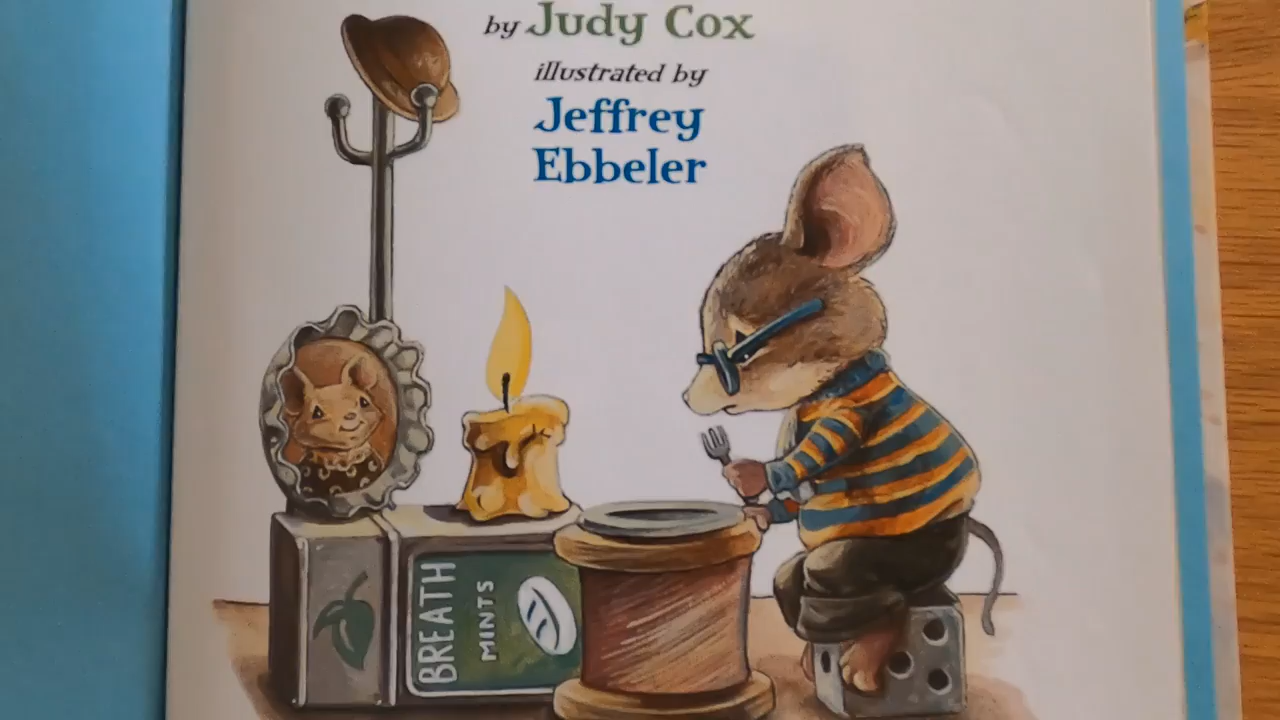 by Judy Cox
illustrated by
Jeffrey
Ebbeler
BREATH
MINTS